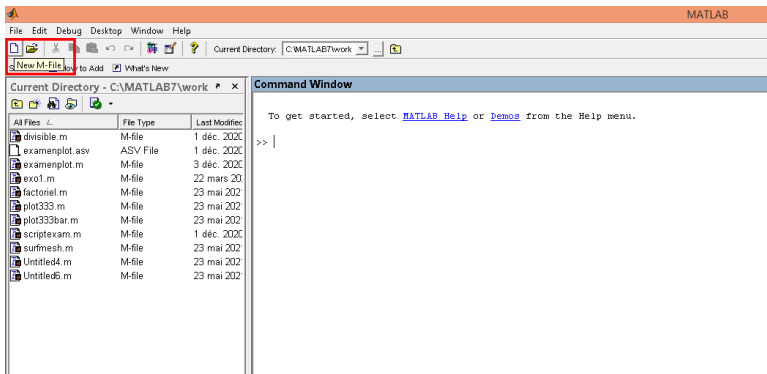 MATLAB
File Edit Debug Desktop Window Help
Current Directory: C:\MATLAB7\work
New M-File to Add What's New
Current Directory - C:\MATLAB7\work
Command Window
All Files File Type Last Modified
To get started, select MATLAB Help or Demos from the Help menu.
>>
divisible.m M-file 1 déc. 2020
examenplot.asv ASV File 1 déc. 2020
examenplot.m M-file 3 déc. 2020
exo1.m M-file 22 mars 20
factoriel.m M-file 23 mai 202
plot333.m M-file 23 mai 202
plot333bar.m M-file 23 mai 202
scriptexam.m M-file 1 déc. 2020
surfmesh.m M-file 23 mai 202
Untitled4.m M-file 23 mai 202
Untitled6.m M-file 23 mai 202